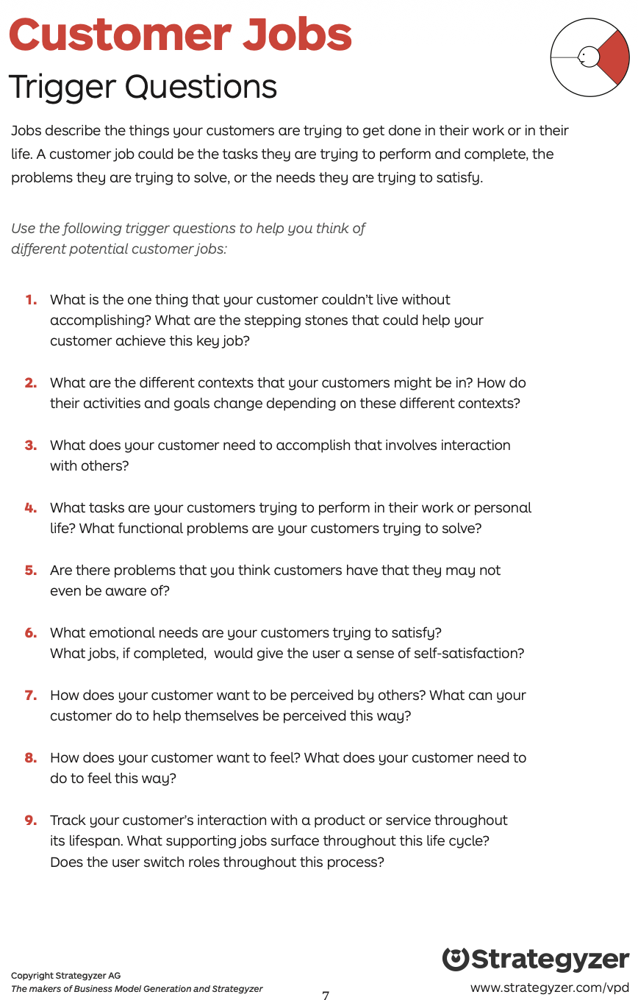 Customer Jobs
Trigger Questions
Jobs describe the things your customers are trying to get done in their work or in their
life. A customer job could be the tasks they are trying to perform and complete, the
problems they are trying to solve, or the needs they are trying to satisfy.
Use the following trigger questions to help you think of
different potential customer jobs:
1. What is the one thing that your customer couldn’t live without
accomplishing? What are the stepping stones that could help your
customer achieve this key job?
2. What are the different contexts that your customers might be in? How do
their activities and goals change depending on these different contexts?
3. What does your customer need to accomplish that involves interaction
with others?
4. What tasks are your customers trying to perform in their work or personal
life? What functional problems are your customers trying to solve?
5. Are there problems that you think customers have that they may not
even be aware of?
6. What emotional needs are your customers trying to satisfy?
What jobs, if completed,  would give the user a sense of self-satisfaction?
7. How does your customer want to be perceived by others? What can your
customer do to help themselves be perceived this way?
8. How does your customer want to feel? What does your customer need to
do to feel this way?
9. Track your customer’s interaction with a product or service throughout
its lifespan. What supporting jobs surface throughout this life cycle?
Does the user switch roles throughout this process?
Copyright Strategyzer AG
The makers of Business Model Generation and Strategyzer
7
Strategyzer
www.strategyzer.com/vpd